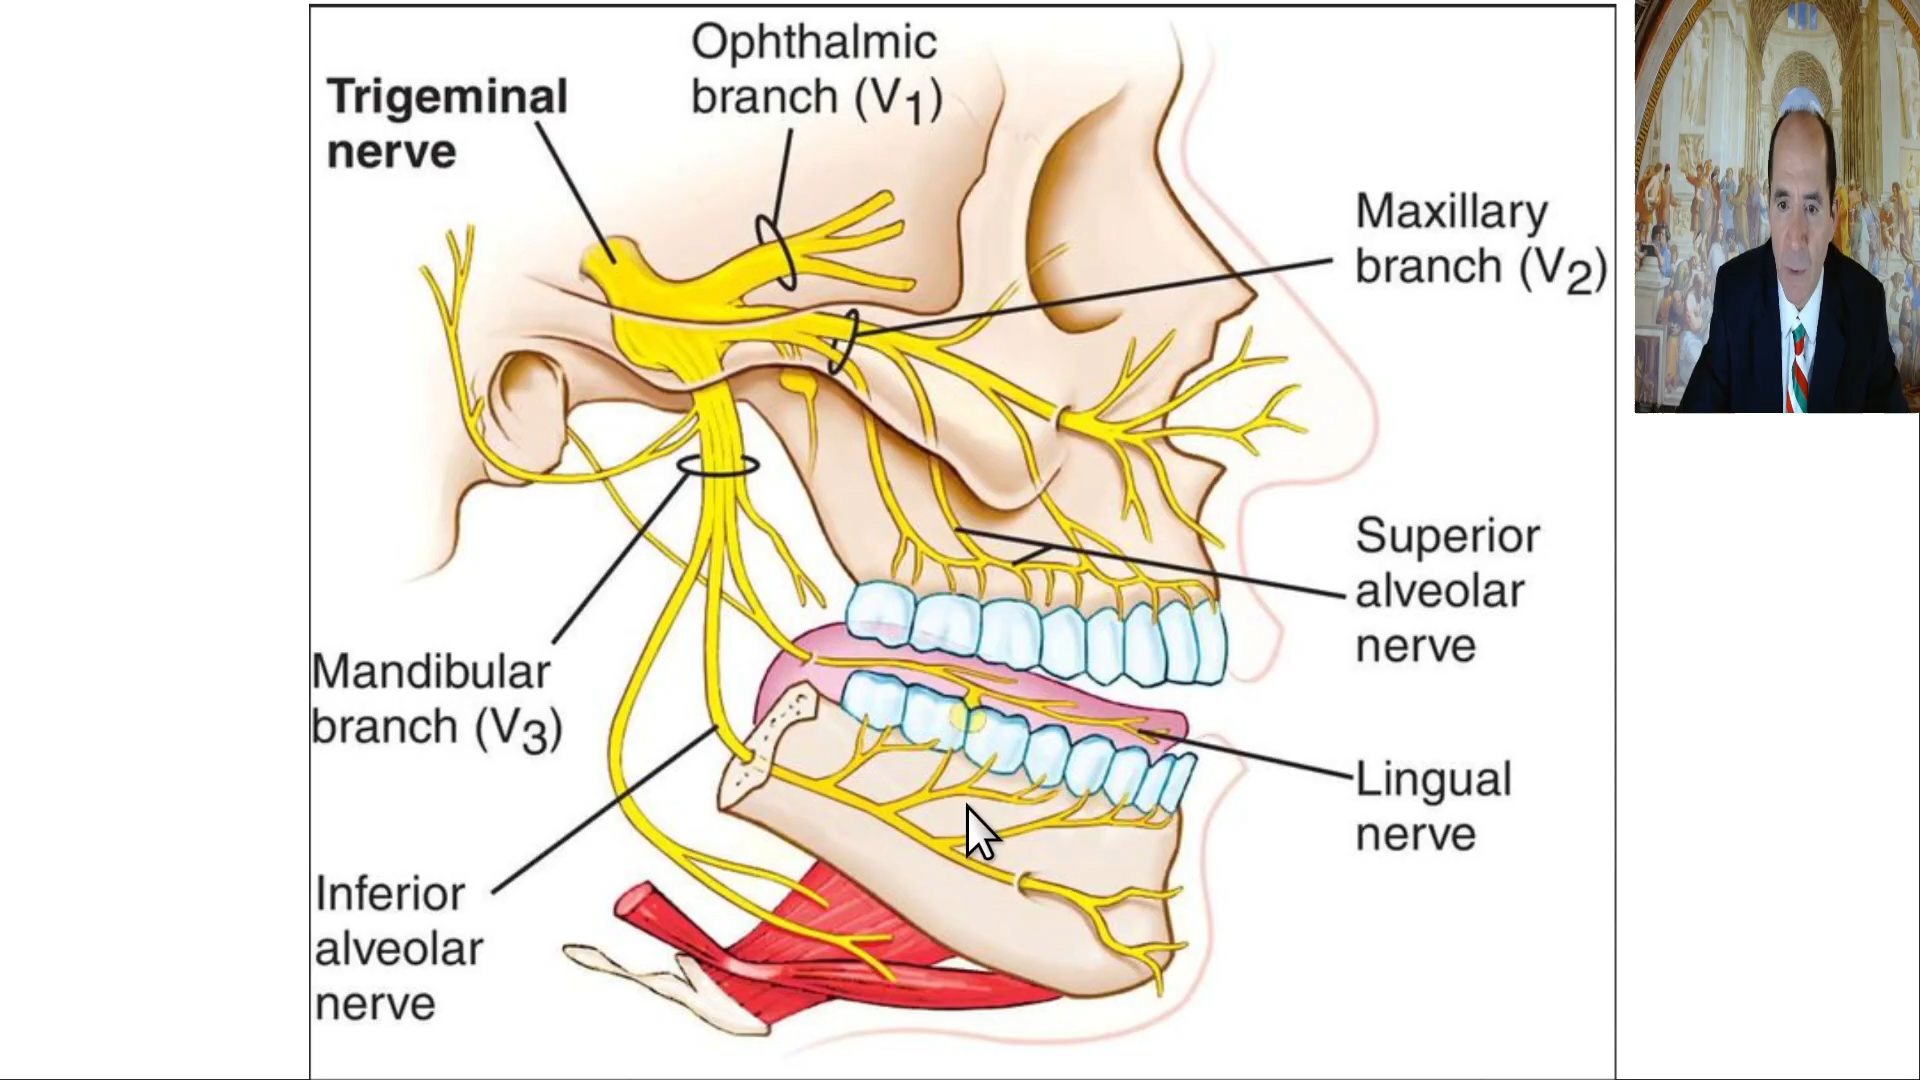 Ophthalmic
branch (V1)
Trigeminal
nerve
Maxillary
branch (V2)
Superior
alveolar
nerve
Mandibular
branch (V3)
Lingual
nerve
Inferior
alveolar
nerve